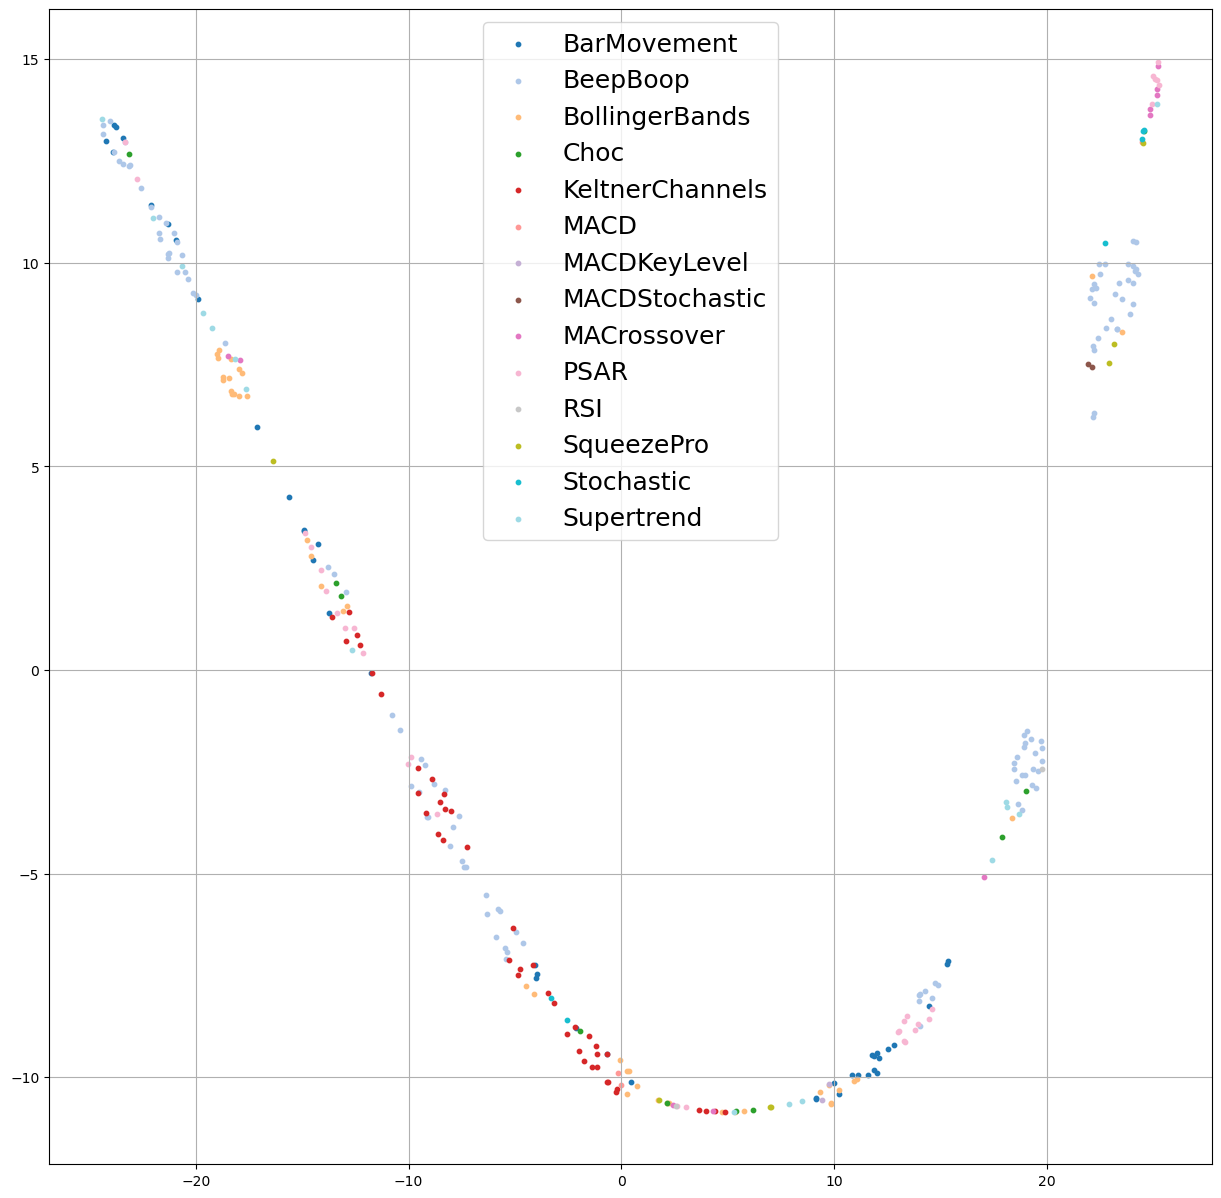 15
10
5
0
−5
−10
BarMovement
BeepBoop
BollingerBands
Choc
KeltnerChannels
MACD
MACDKeyLevel
MACDStochastic
MACrossover
PSAR
RSI
SqueezePro
Stochastic
Supertrend
−20 −10 0 10 20